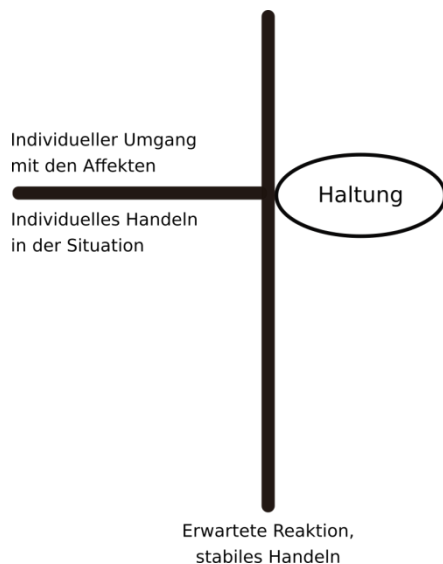 Individueller Umgang
mit den Affekten
Haltung
Individuelles Handeln
in der Situation
Erwartete Reaktion,
stabiles Handeln